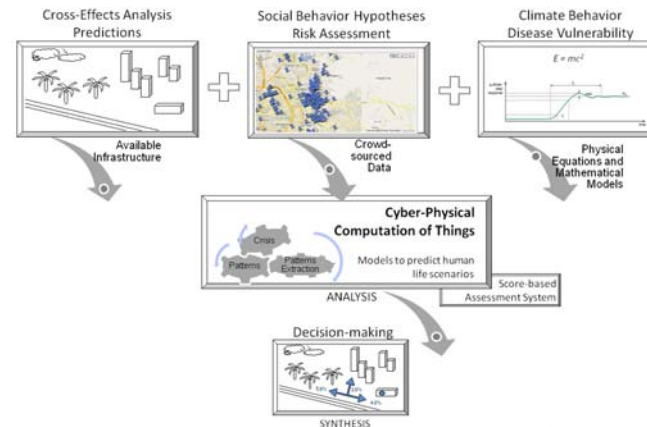 Cross-Effects Analysis
Predictions
Social Behavior Hypotheses
Risk Assessment
Climate Behavior
Disease Vulnerability
E = mc²
Available
Infrastructure
Crowd-
sourced
Data
Physical
Equations and
Mathematical
Models
Cyber-Physical
Computation of Things
Crisis
Patterns
Patterns
Extraction
Models to predict human
life scenarios
ANALYSIS
Score-based
Assessment System
Decision-making
SYNTHESIS